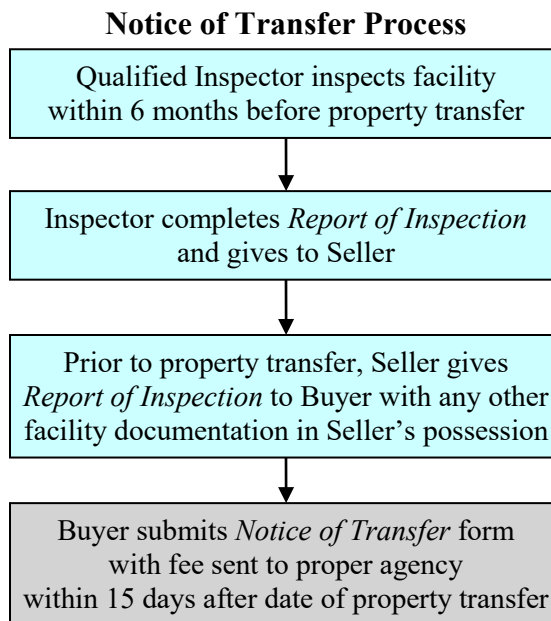 Notice of Transfer Process
Qualified Inspector inspects facility
within 6 months before property transfer
Inspector completes Report of Inspection
and gives to Seller
Prior to property transfer, Seller gives
Report of Inspection to Buyer with any other
facility documentation in Seller’s possession
Buyer submits Notice of Transfer form
with fee sent to proper agency
within 15 days after date of property transfer